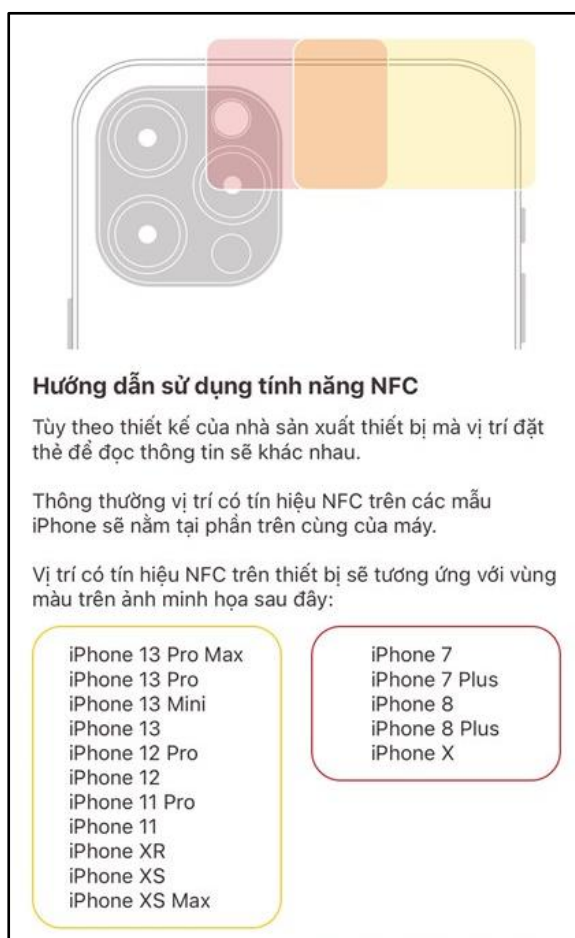 Hướng dẫn sử dụng tính năng NFC
Tùy theo thiết kế của nhà sản xuất thiết bị mà vị trí đặt
thẻ để đọc thông tin sẽ khác nhau.
Thông thường vị trí có tín hiệu NFC trên các mẫu
iPhone sẽ nằm tại phần trên cùng của máy.
Vị trí có tín hiệu NFC trên thiết bị sẽ tương ứng với vùng
màu trên ảnh minh họa sau đây:
iPhone 13 Pro Max
iPhone 13 Pro
iPhone 13 Mini
iPhone 13
iPhone 12 Pro
iPhone 12
iPhone 11 Pro
iPhone 11
iPhone XR
iPhone XS
iPhone XS Max
iPhone 7
iPhone 7 Plus
iPhone 8
iPhone 8 Plus
iPhone X